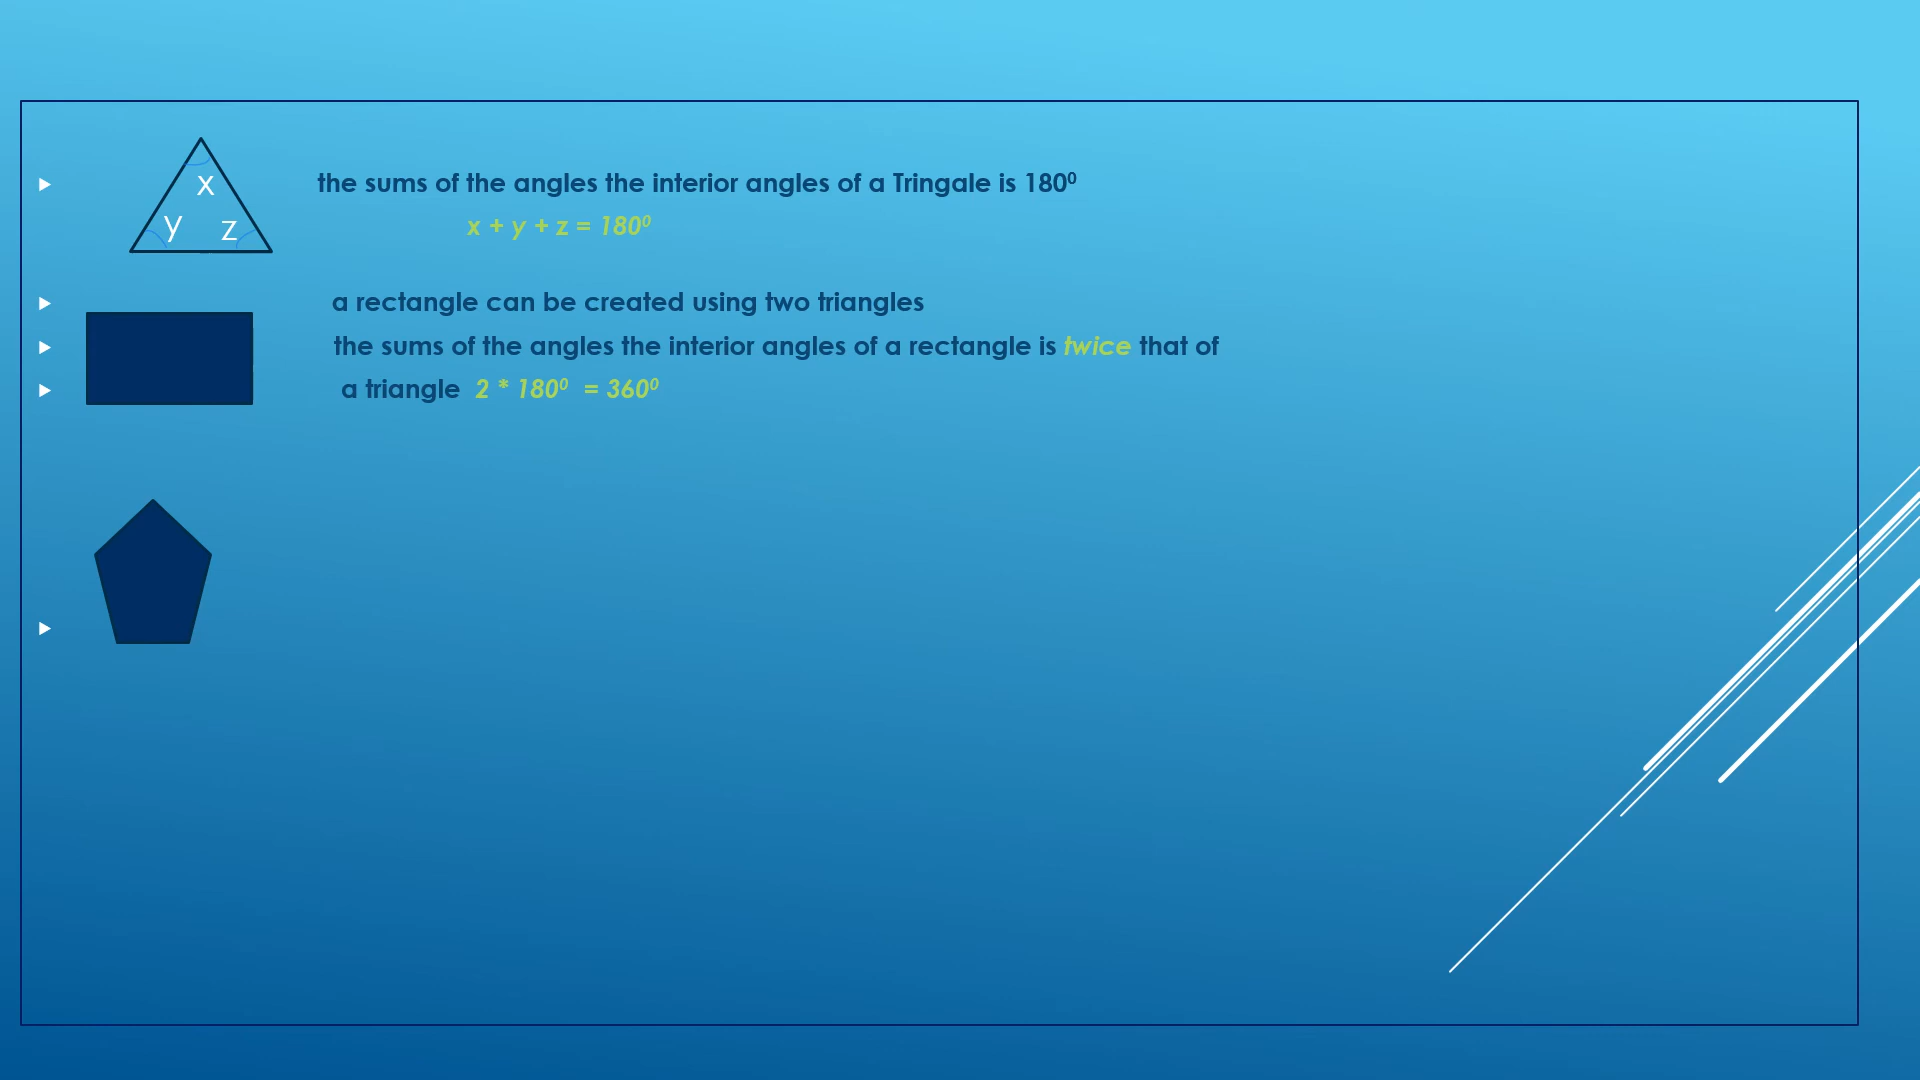 x
y z
the sums of the angles the interior angles of a Tringale is 180⁰
x + y + z = 180⁰
a rectangle can be created using two triangles
the sums of the angles the interior angles of a rectangle is twice that of
a triangle 2 * 180⁰ = 360⁰